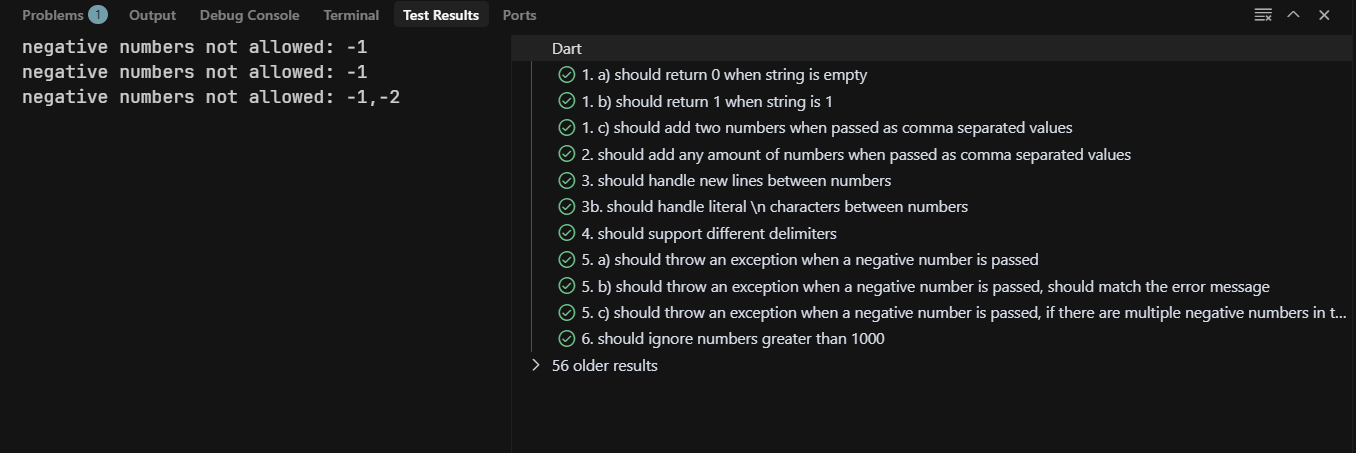 Problems 1 Output Debug Console Terminal Test Results Ports
negative numbers not allowed: -1
negative numbers not allowed: -1
negative numbers not allowed: -1,-2
Dart
1. a) should return 0 when string is empty
1. b) should return 1 when string is 1
1. c) should add two numbers when passed as comma separated values
2. should add any amount of numbers when passed as comma separated values
3. should handle new lines between numbers
3b. should handle literal \n characters between numbers
4. should support different delimiters
5. a) should throw an exception when a negative number is passed
5. b) should throw an exception when a negative number is passed, should match the error message
5. c) should throw an exception when a negative number is passed, if there are multiple negative numbers in t...
6. should ignore numbers greater than 1000
56 older results